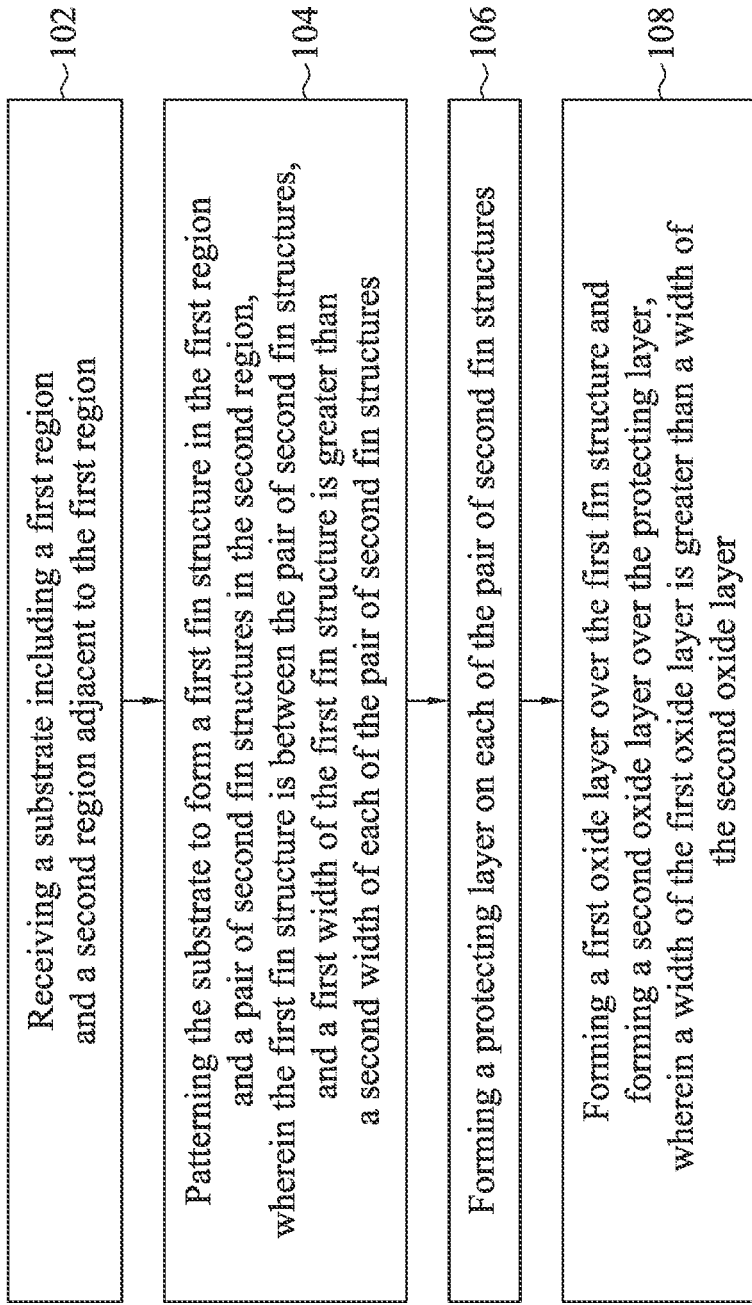 Receiving a substrate including a first region
and a second region adjacent to the first region
102
Patterning the substrate to form a first fin structure in the first region
and a pair of second fin structures in the second region,
wherein the first fin structure is between the pair of second fin structures,
and a first width of the first fin structure is greater than
a second width of each of the pair of second fin structures
104
Forming a protecting layer on each of the pair of second fin structures
106
Forming a first oxide layer over the first fin structure and
forming a second oxide layer over the protecting layer,
wherein a width of the first oxide layer is greater than a width of
the second oxide layer
108